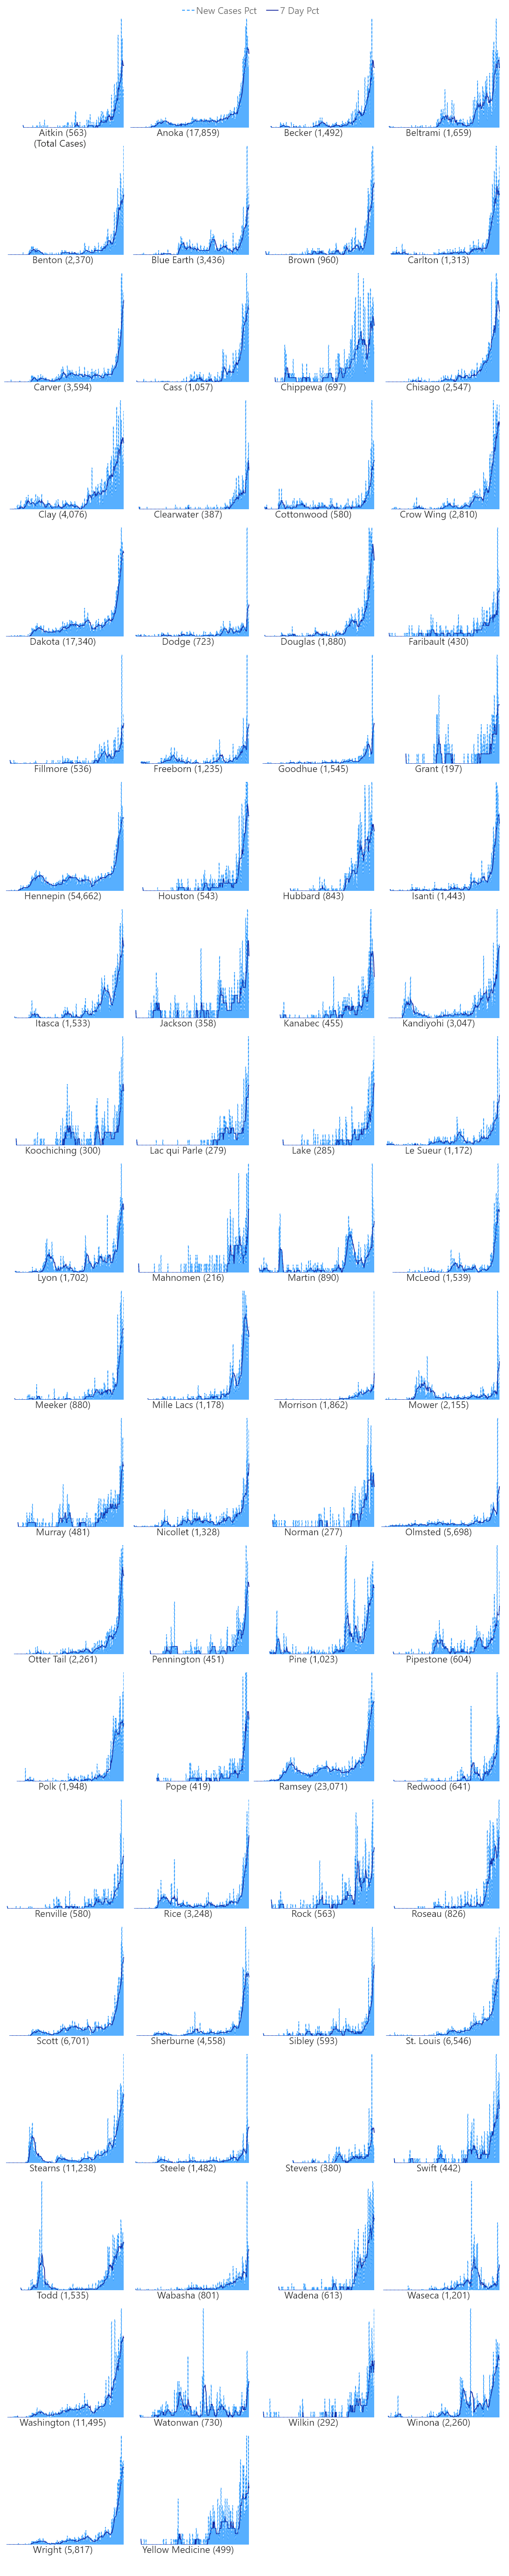 New Cases Pct 7 Day Pct
Aitkin (563) Anoka (17,859) Becker (1,492) Beltrami (1,659)
(Total Cases)
Benton (2,370) Blue Earth (3,436) Brown (960) Carlton (1,313)
Carver (3,594) Cass (1,057) Chippewa (697) Chisago (2,547)
Clay (4,076) Clearwater (387) Cottonwood (580) Crow Wing (2,810)
Dakota (17,340) Dodge (723) Douglas (1,880) Faribault (430)
Fillmore (536) Freeborn (1,235) Goodhue (1,545) Grant (197)
Hennepin (54,662) Houston (543) Hubbard (843) Isanti (1,443)
Itasca (1,533) Jackson (358) Kanabec (455) Kandiyohi (3,047)
Koochiching (300) Lac qui Parle (279) Lake (285) Le Sueur (1,172)
Lyon (1,702) Mahnomen (216) Martin (890) McLeod (1,539)
Meeker (880) Mille Lacs (1,178) Morrison (1,862) Mower (2,155)
Murray (481) Nicollet (1,328) Norman (277) Olmsted (5,698)
Otter Tail (2,261) Pennington (451) Pine (1,023) Pipestone (604)
Polk (1,948) Pope (419) Ramsey (23,071) Redwood (641)
Renville (580) Rice (3,248) Rock (563) Roseau (826)
Scott (6,701) Sherburne (4,558) Sibley (593) St. Louis (6,546)
Stearns (11,238) Steele (1,482) Stevens (380) Swift (442)
Todd (1,535) Wabasha (801) Wadena (613) Waseca (1,201)
Washington (11,495) Watonwan (730) Wilkin (292) Winona (2,260)
Wright (5,817) Yellow Medicine (499)